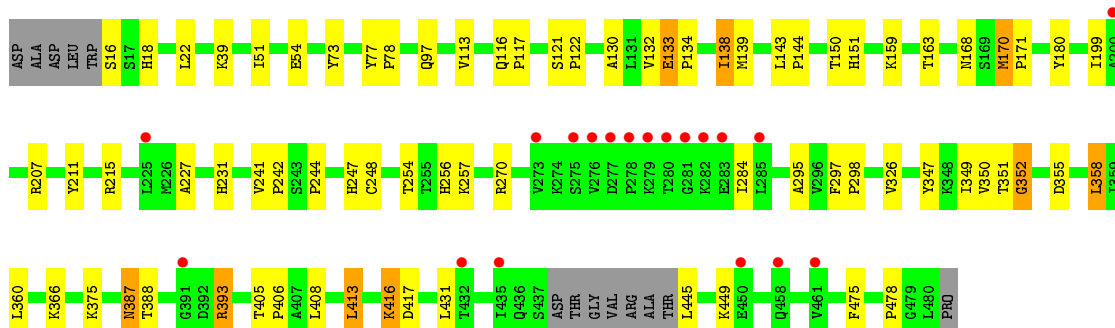 ASP ALA ASP LEU TRP S16 S17 H18 L22 K39 I51 E54 Y73 Y77 P78 Q97 V113 Q116 P117 S121 P122 A130 L131 V132 E133 P134 I138 M139 L143 P144 T150 H151 K159 T163 N168 S169 M170 P171 Y180 I199 A200
R207 Y211 R215 L225 M226 A227 H231 V241 P242 S243 P244 H247 C248 T254 T255 H256 K257 R270 V273 K274 S275 V276 D277 P278 K279 T280 G281 K282 E283 I284 L285 A295 V296 F297 P298 V326 Y347 K348 I349 V350 T351 G352 D355 L358 I359
L360 K366 K375 N387 T388 G391 D392 R393 T405 P406 A407 L408 L413 K416 D417 L431 T432 I435 Q436 S437 ASP THR GLY VAL ARG ALA THR L445 K449 E450 Q458 V461 F475 P478 G479 L480 PRO